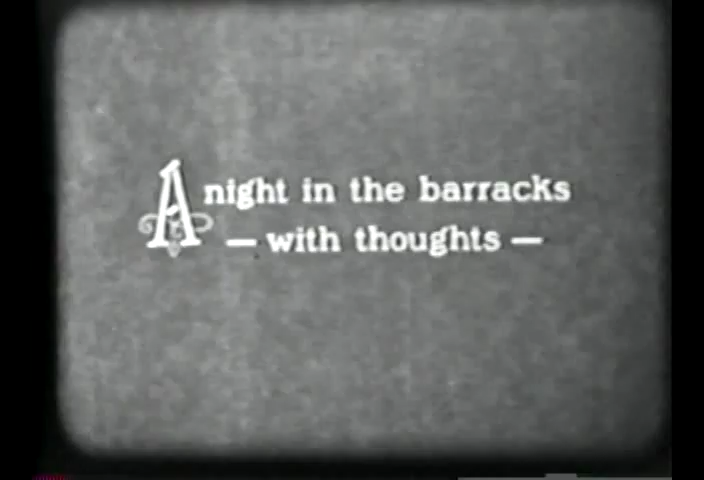 A night in the barracks
— with thoughts —